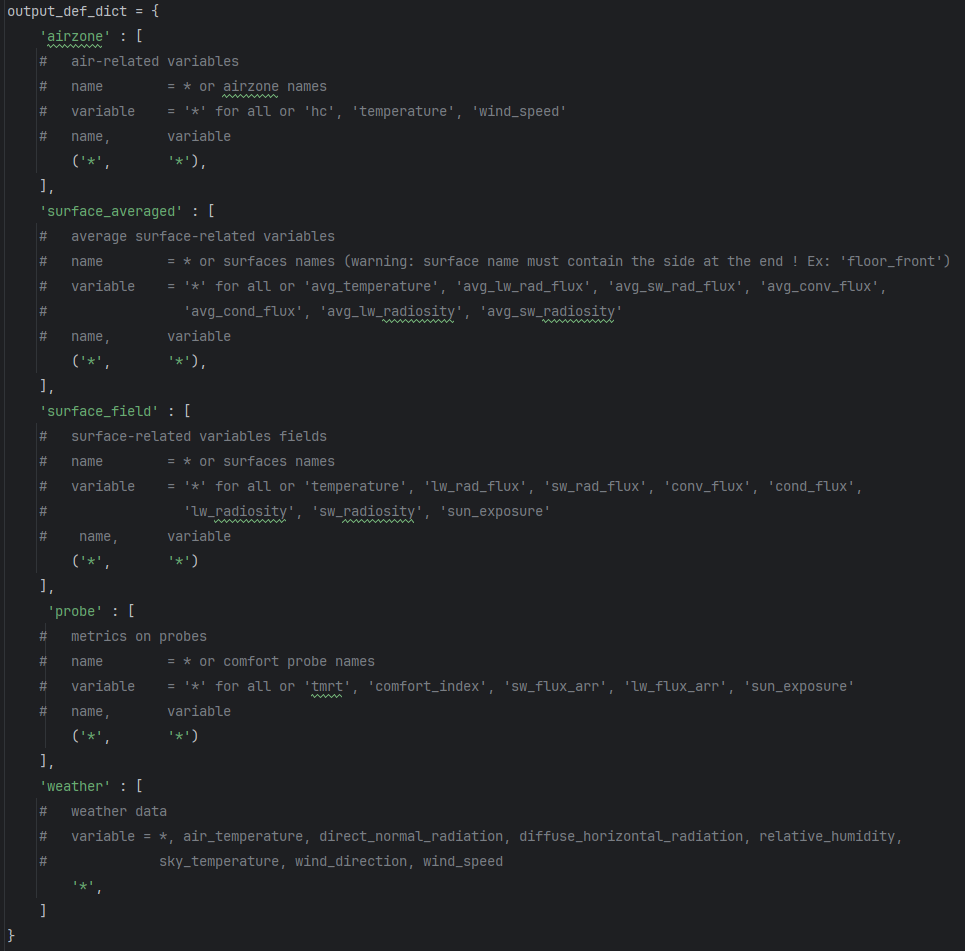 output_def_dict = {
    'airzone' : [
    #   air-related variables
    #   name        = * or airzone names
    #   variable    = '*' for all or 'hc', 'temperature', 'wind_speed'
    #   name,       variable
        ('*',       '*'),
    ],
    'surface_averaged' : [
    #   average surface-related variables
    #   name        = * or surfaces names (warning: surface name must contain the side at the end ! Ex: 'floor_front')
    #   variable    = '*' for all or 'avg_temperature', 'avg_lw_rad_flux', 'avg_sw_rad_flux', 'avg_conv_flux',
    #                 'avg_cond_flux', 'avg_lw_radiosity', 'avg_sw_radiosity'
    #   name,       variable
        ('*',       '*'),
    ],
    'surface_field' : [
    #   surface-related variables fields
    #   name        = * or surfaces names
    #   variable    = '*' for all or 'temperature', 'lw_rad_flux', 'sw_rad_flux', 'conv_flux', 'cond_flux',
    #                 'lw_radiosity', 'sw_radiosity', 'sun_exposure'
    #    name,      variable
        ('*',       '*')
    ],
     'probe' : [
    #   metrics on probes
    #   name        = * or comfort probe names
    #   variable    = '*' for all or 'tmrt', 'comfort_index', 'sw_flux_arr', 'lw_flux_arr', 'sun_exposure'
    #   name,       variable
        ('*',       '*')
    ],
    'weather' : [
    #   weather data
    #   variable = *, air_temperature, direct_normal_radiation, diffuse_horizontal_radiation, relative_humidity,
    #              sky_temperature, wind_direction, wind_speed
        '*',
    ]
}